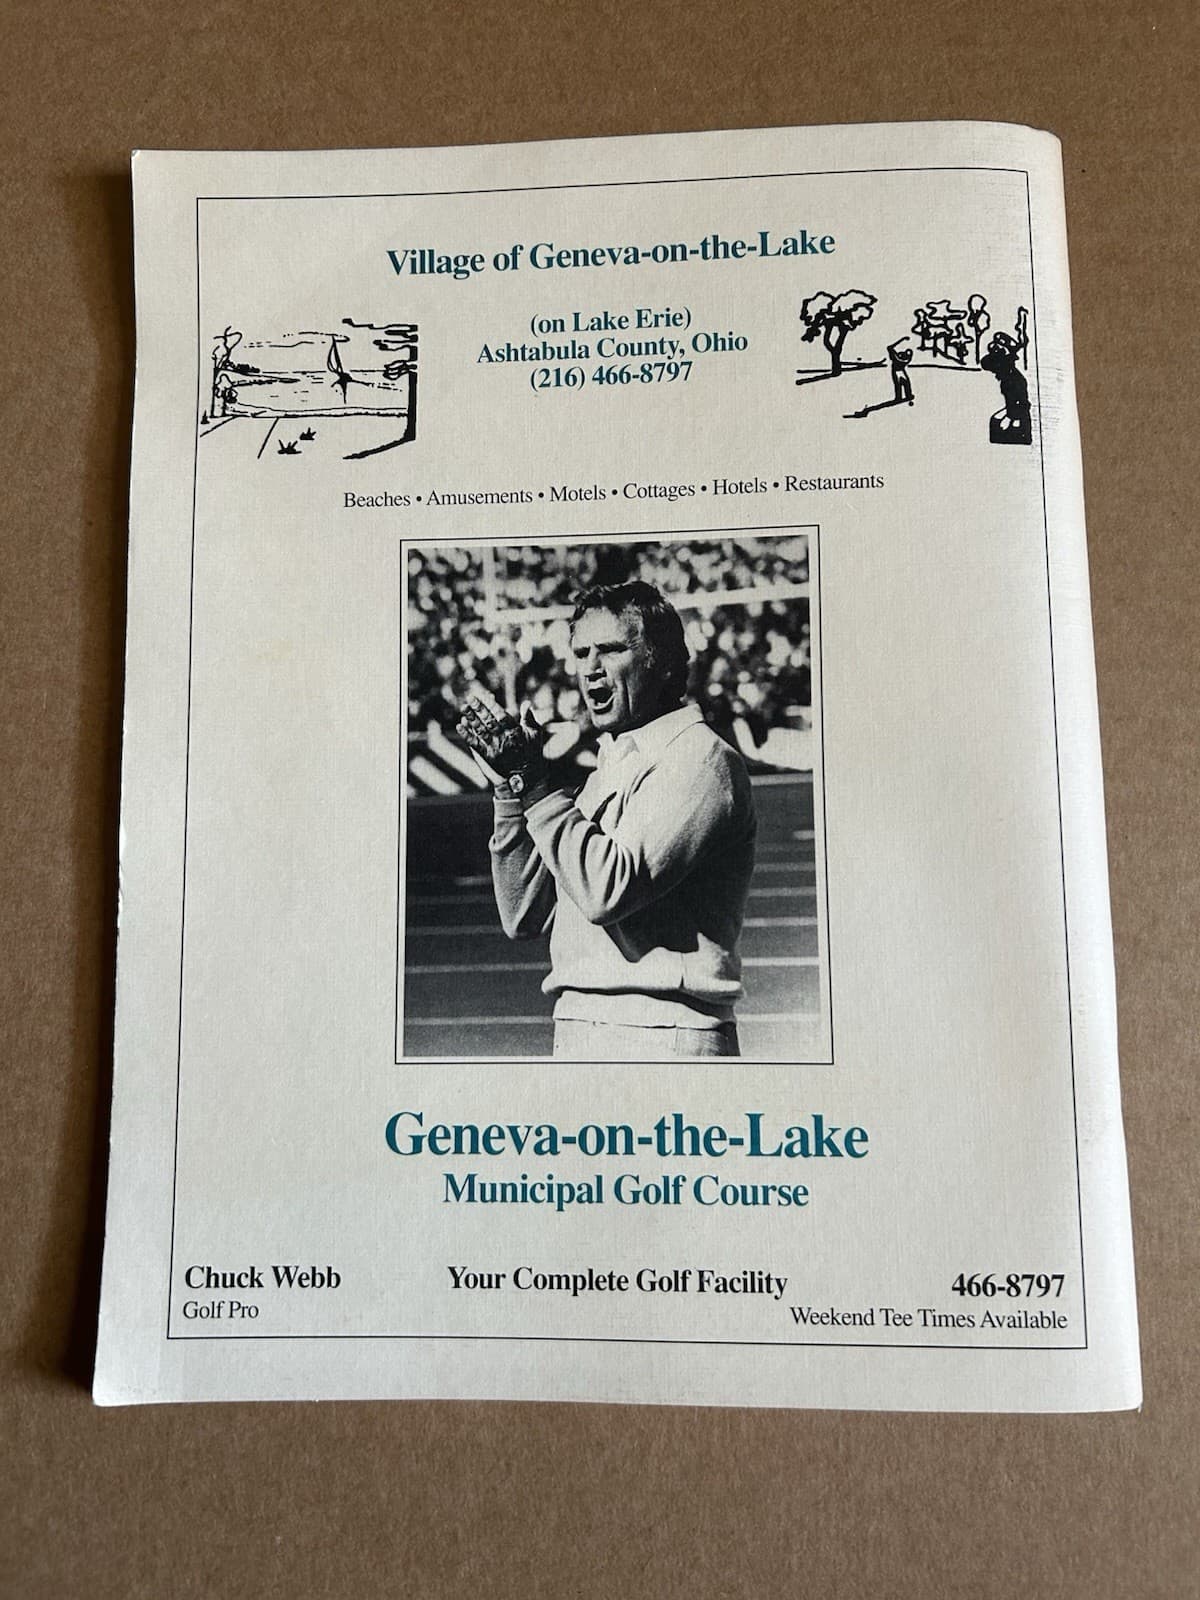 Village of Geneva-on-the-Lake
(on Lake Erie)
Ashtabula County, Ohio
(216) 466-8797
Beaches • Amusements • Motels • Cottages • Hotels • Restaurants
Geneva-on-the-Lake
Municipal Golf Course
Chuck Webb Your Complete Golf Facility 466-8797
Golf Pro Weekend Tee Times Available